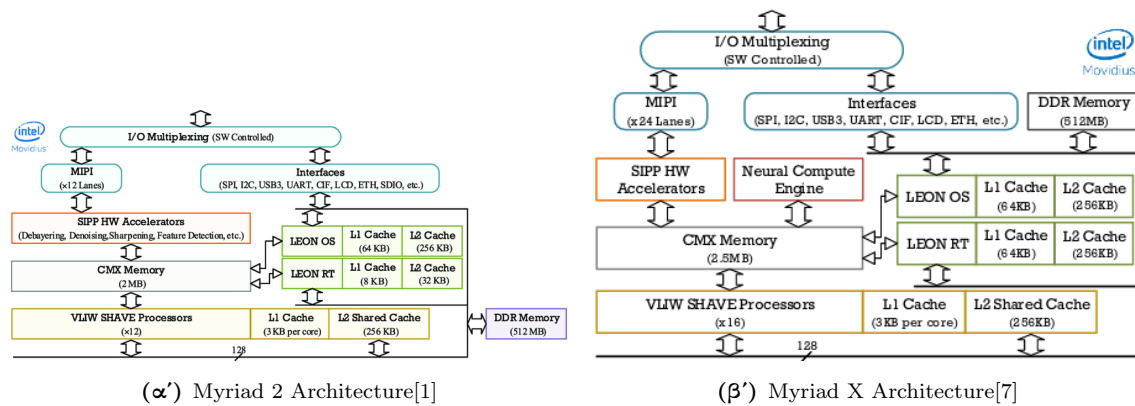 intel
Movidius
I/O Multiplexing (SW Controlled)
MIPI
(×12 Lanes)
Interfaces
(SPI, I2C, USB3, UART, CIF, LCD, ETH, SDIO, etc.)
SIPP HW Accelerators
(Debayering, Denoising,Sharpening, Feature Detection, etc.)
LEON OS
L1 Cache
(64 KB)
L2 Cache
(256 KB)
CMX Memory
(2 MB)
LEON RT
L1 Cache
(8 KB)
L2 Cache
(32 KB)
VLIW SHAVE Processors
(×12)
L1 Cache
(3 KB per core)
L2 Shared Cache
(256 KB)
DDR Memory
(512 MB)
128
(α′) Myriad 2 Architecture[1]
I/O Multiplexing
(SW Controlled)
intel
Movidius
MIPI
(x24 Lanes)
Interfaces
(SPI, I2C, USB3, UART, CIF, LCD, ETH, etc.)
DDR Memory
(512MB)
SIPP HW
Accelerators
Neural Compute
Engine
LEON OS
L1 Cache
(64KB)
L2 Cache
(256KB)
CMX Memory
(2.5MB)
LEON RT
L1 Cache
(64KB)
L2 Cache
(256KB)
VLIW SHAVE Processors
(x16)
L1 Cache
(3KB per core)
L2 Shared Cache
(256KB)
128
(β′) Myriad X Architecture[7]